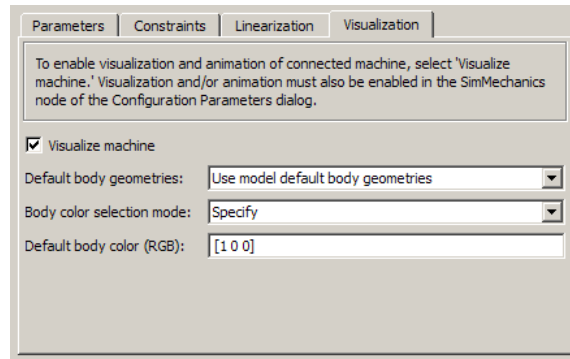 Parameters Constraints Linearization Visualization
To enable visualization and animation of connected machine, select 'Visualize
machine.' Visualization and/or animation must also be enabled in the SimMechanics
node of the Configuration Parameters dialog.
Visualize machine
Default body geometries: Use model default body geometries
Body color selection mode: Specify
Default body color (RGB): [1 0 0]